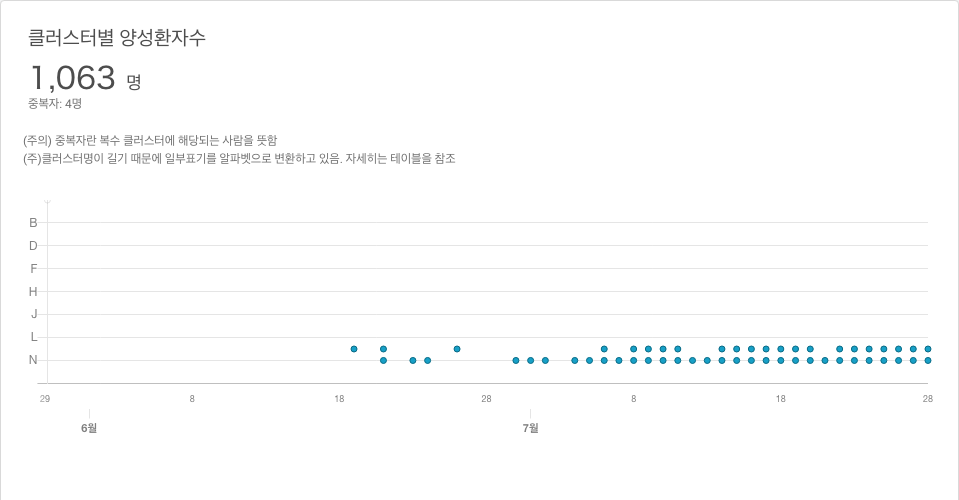 클러스터별 양성환자수
1,063 명
중복자: 4명
(주의) 중복자란 복수 클러스터에 해당되는 사람을 뜻함
(주)클러스터명이 길기 때문에 일부표기를 알파벳으로 변환하고 있음. 자세히는 테이블을 참조
B
D
F
H
J
L
N
29 8 18 28 8 18 28
6월 7월